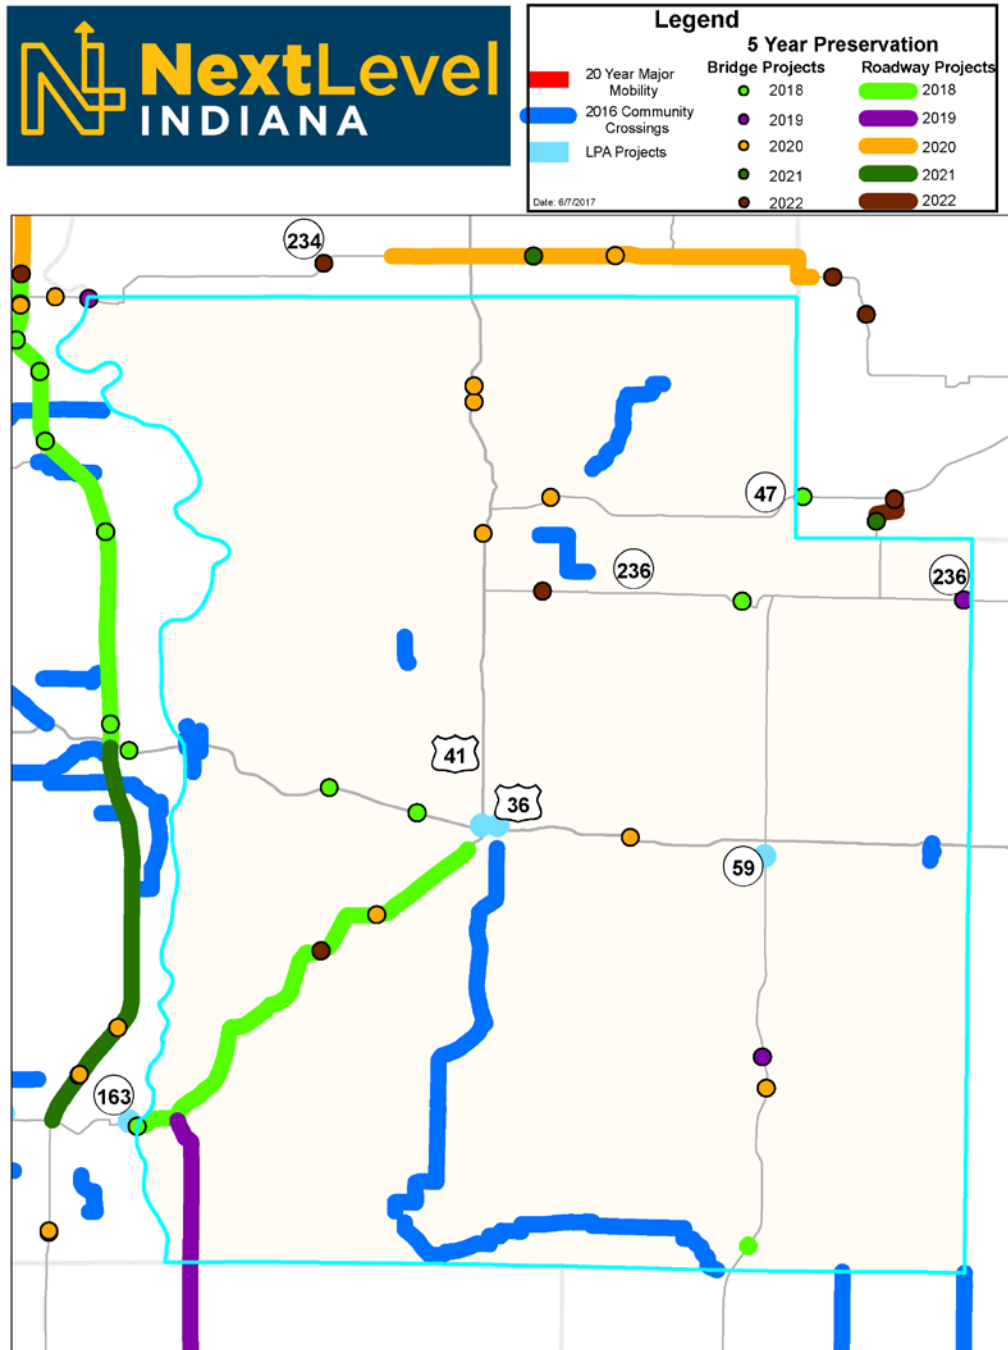 NextLevel
INDIANA
Legend
5 Year Preservation
Bridge Projects
Roadway Projects
20 Year Major
Mobility
2016 Community
Crossings
LPA Projects
2018
2019
2020
2021
2022
2018
2019
2020
2021
2022
Date: 6/7/2017
234
47
236
236
41
36
59
163